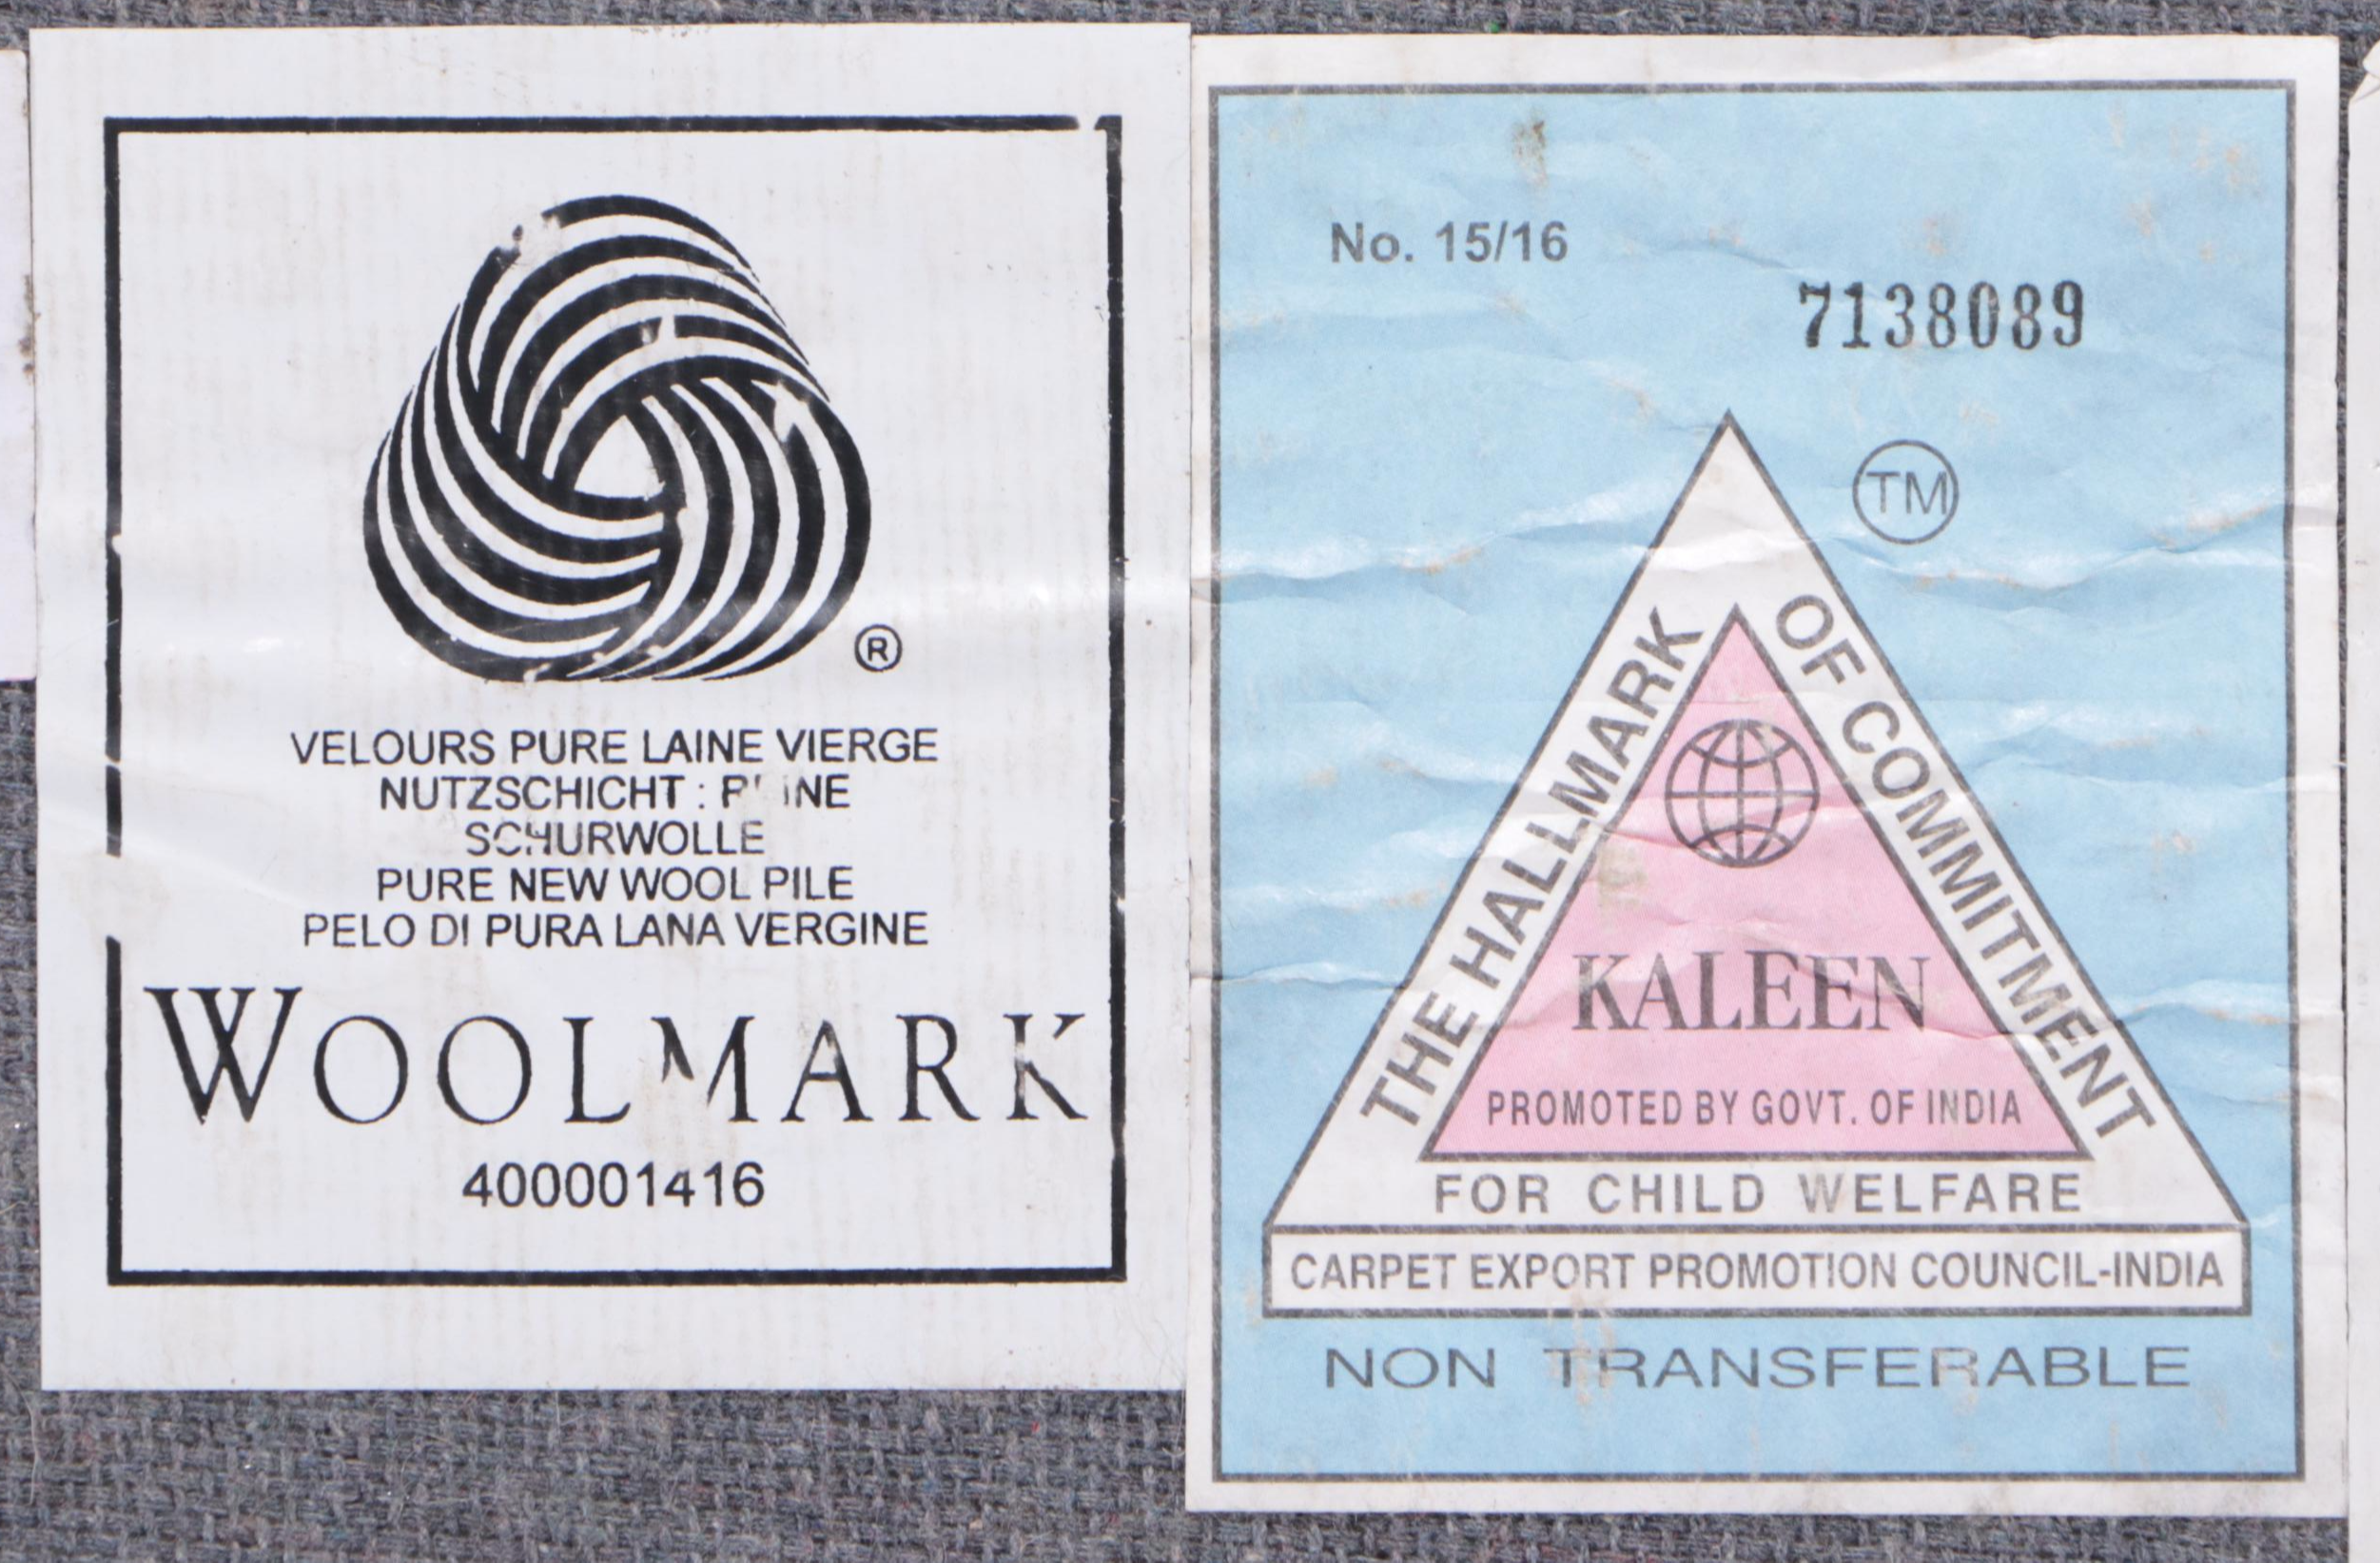 ®
VELOURS PURE LAINE VIERGE
NUTZSCHICHT :
SCHURWOLLE
PURE NEW WOOL PILE
PELO DI PURA LANA VERGINE
WOOLMARK
400001416
No. 15/16
7138089
TM
THE HALLMARK OF COMMITMENT
KALEEN
PROMOTED BY GOVT. OF INDIA
FOR CHILD WELFARE
CARPET EXPORT PROMOTION COUNCIL-INDIA
NON TRANSFERABLE